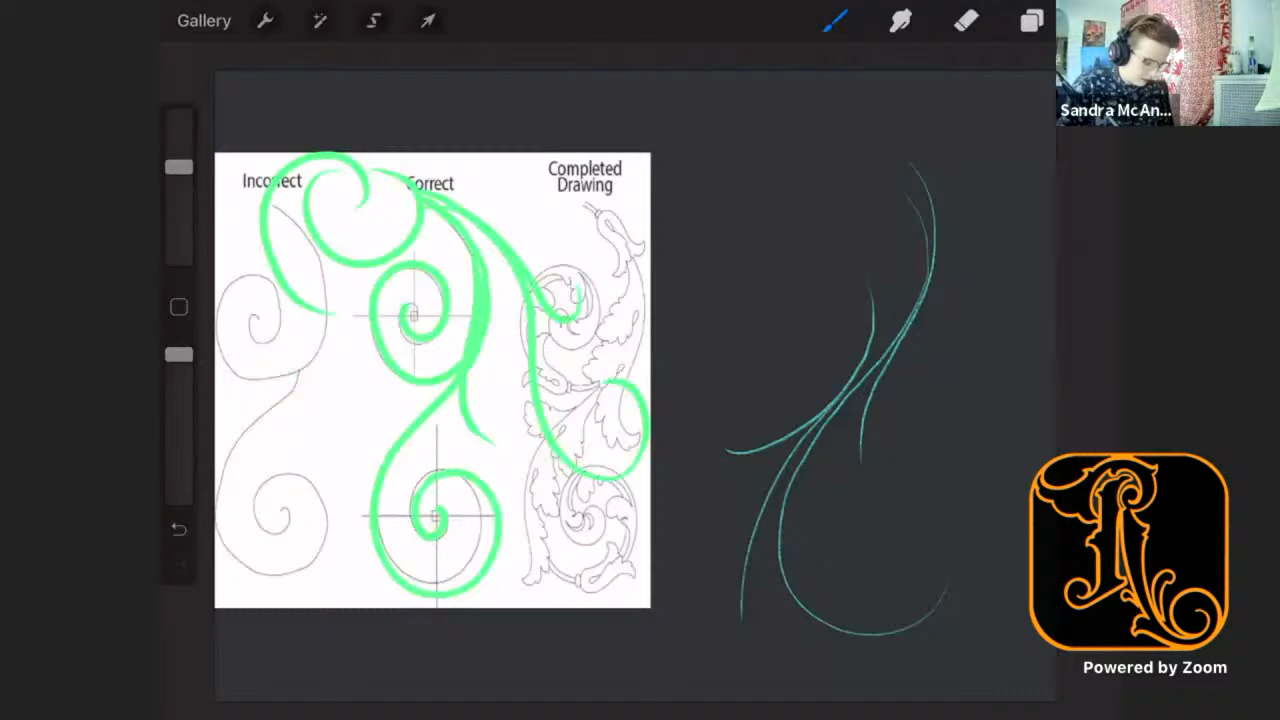 Gallery
Sandra McAn...
Incorrect
Correct
Completed
Drawing
Powered by Zoom